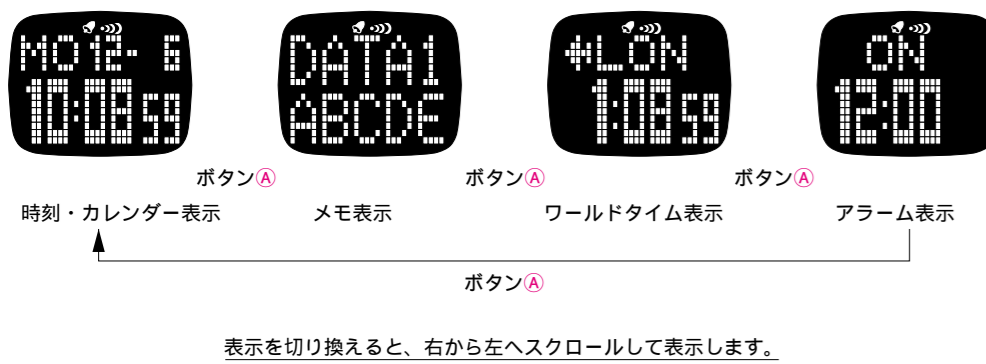 MO 12- 6
10:08 59
DATA1
ABCDE
LON
1:08 59
ON
12:00
ボタンⒶ ボタンⒶ ボタンⒶ
時刻・カレンダー表示 メモ表示 ワールドタイム表示 アラーム表示
ボタンⒶ
表示を切り換えると、右から左へスクロールして表示します。